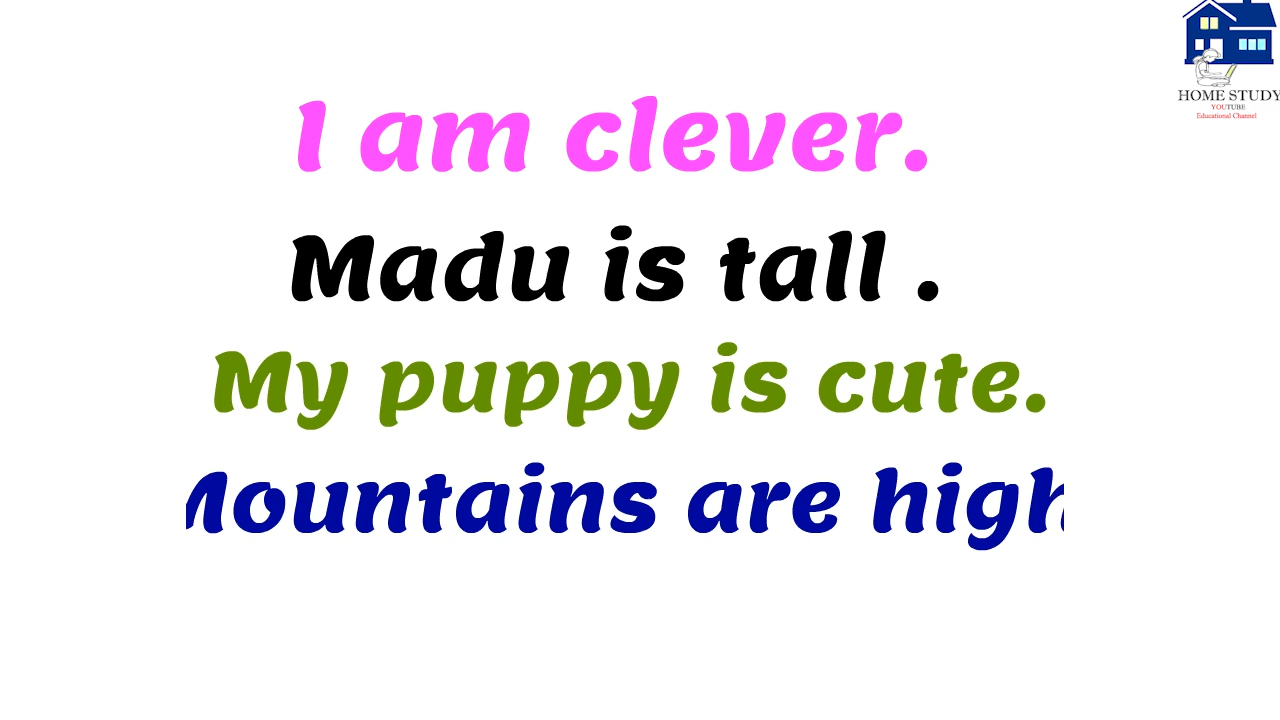 I am clever.
Madu is tall .
My puppy is cute.
Mountains are high
HOME STUDY
YOUTUBE
Educational Channel